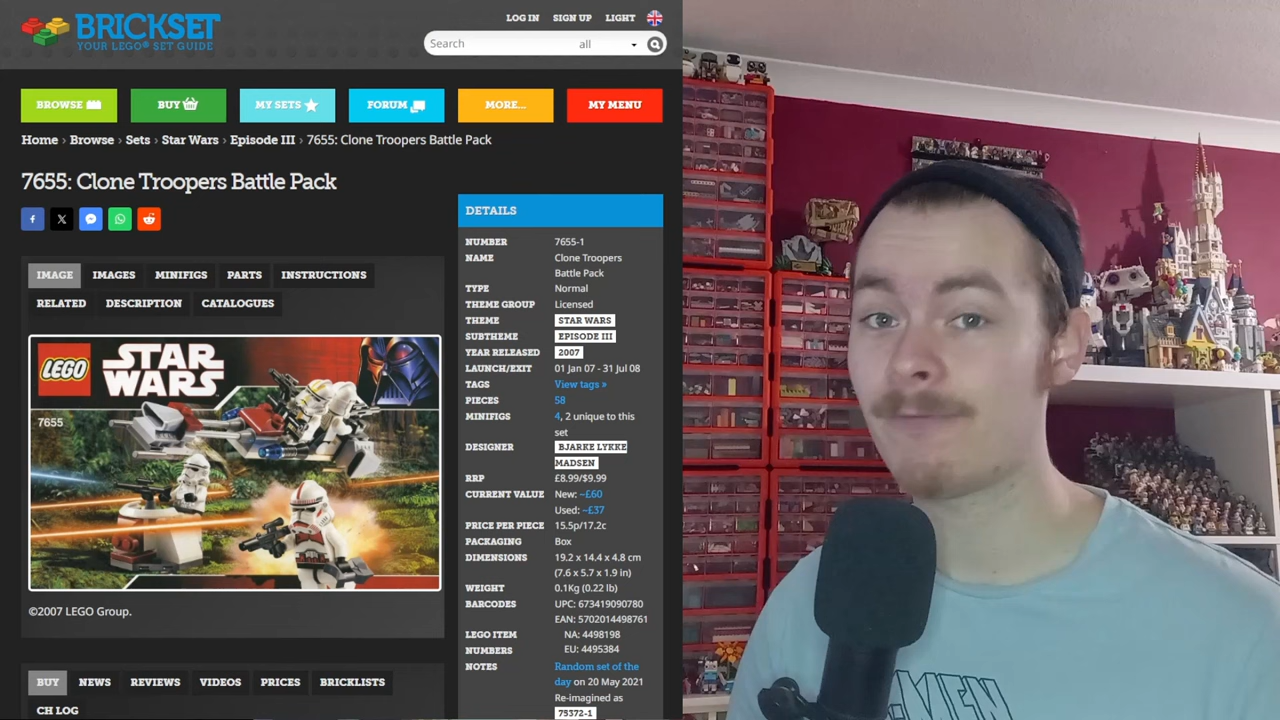 BRICKSET
YOUR LEGO® SET GUIDE
LOG IN SIGN UP LIGHT
Search all
BROWSE
BUY
MY SETS
FORUM
MORE...
MY MENU
Home › Browse › Sets › Star Wars › Episode III › 7655: Clone Troopers Battle Pack
7655: Clone Troopers Battle Pack
IMAGE IMAGES MINIFIGS PARTS INSTRUCTIONS
RELATED DESCRIPTION CATALOGUES
LEGO
STAR
WARS
7655
©2007 LEGO Group.
BUY NEWS REVIEWS VIDEOS PRICES BRICKLISTS
CH LOG
DETAILS
NUMBER 7655-1
NAME Clone Troopers
Battle Pack
TYPE Normal
THEME GROUP Licensed
THEME STAR WARS
SUBTHEME EPISODE III
YEAR RELEASED 2007
LAUNCH/EXIT 01 Jan 07 - 31 Jul 08
TAGS View tags »
PIECES 58
MINIFIGS 4, 2 unique to this
set
DESIGNER BJARKE LYKKE
MADSEN
RRP £8.99/$9.99
CURRENT VALUE New: ~£60
Used: ~£37
PRICE PER PIECE 15.5p/17.2c
PACKAGING Box
DIMENSIONS 19.2 x 14.4 x 4.8 cm
(7.6 x 5.7 x 1.9 in)
WEIGHT 0.1Kg (0.22 lb)
BARCODES UPC: 673419090780
EAN: 5702014498761
LEGO ITEM NA: 4498198
NUMBERS EU: 4495384
NOTES Random set of the
day on 20 May 2021
Re-imagined as
75372-1
-MEN